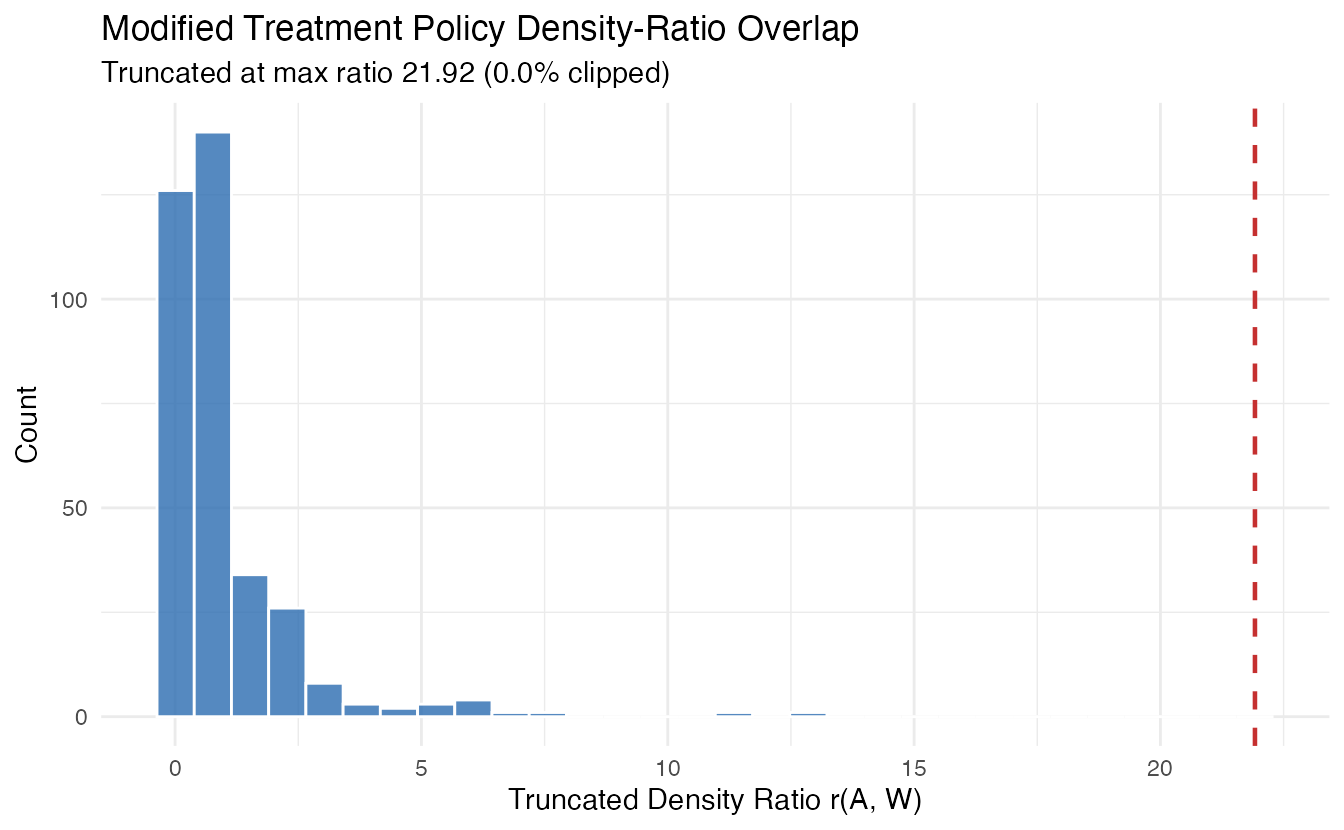 Modified Treatment Policy Density-Ratio Overlap
Truncated at max ratio 21.92 (0.0% clipped)
Count
100
50
0
0 5 10 15 20
Truncated Density Ratio r(A, W)